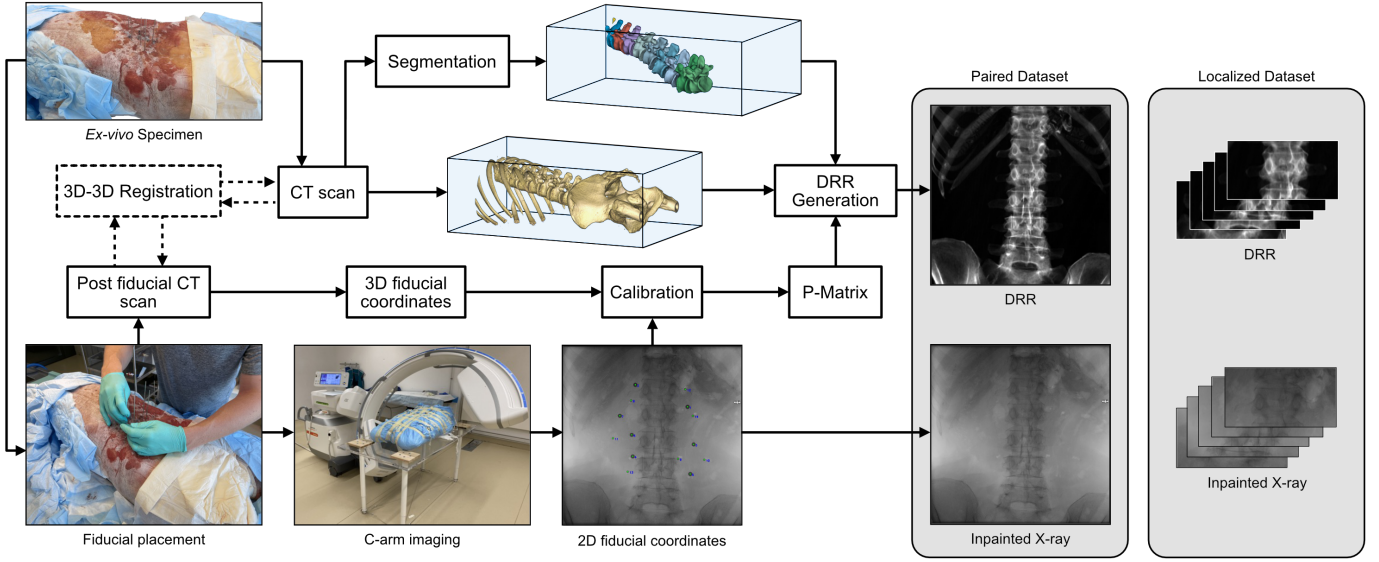 Ex-vivo Specimen
Segmentation
Paired Dataset
Localized Dataset
3D-3D Registration
CT scan
DRR
Generation
Post fiducial CT
scan
3D fiducial
coordinates
Calibration
P-Matrix
DRR
DRR
Fiducial placement
C-arm imaging
2D fiducial coordinates
Inpainted X-ray
Inpainted X-ray